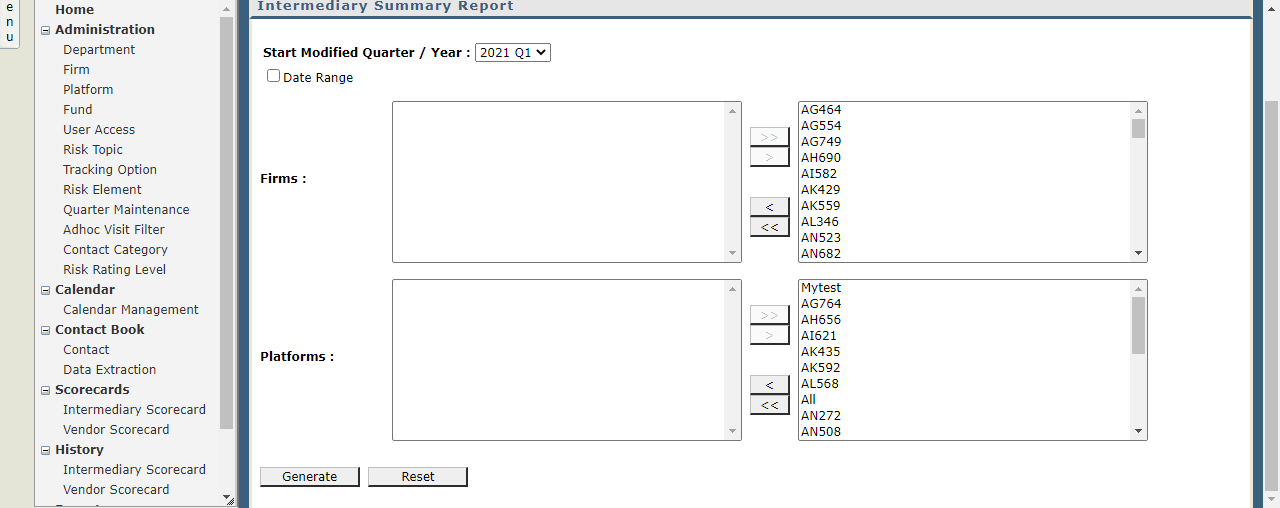 e
n
u
Home
Administration
Department
Firm
Platform
Fund
User Access
Risk Topic
Tracking Option
Risk Element
Quarter Maintenance
Adhoc Visit Filter
Contact Category
Risk Rating Level
Calendar
Calendar Management
Contact Book
Contact
Data Extraction
Scorecards
Intermediary Scorecard
Vendor Scorecard
History
Intermediary Scorecard
Vendor Scorecard
Intermediary Summary Report
Start Modified Quarter / Year : 2021 Q1
Date Range
Firms :
>>
>
<
<<
AG464
AG554
AG749
AH690
AI582
AK429
AK559
AL346
AN523
AN682
Platforms :
>>
>
<
<<
Mytest
AG764
AH656
AI621
AK435
AK592
AL568
All
AN272
AN508
Generate Reset